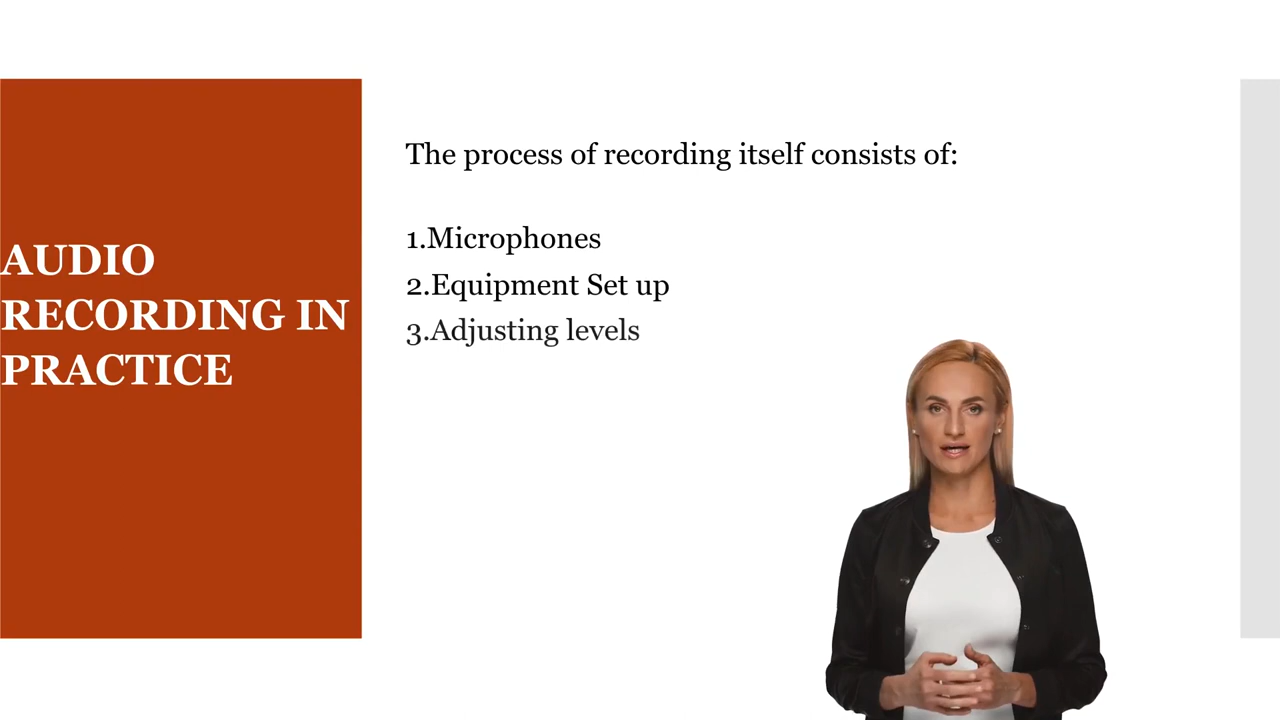 AUDIO
RECORDING IN
PRACTICE
The process of recording itself consists of:
1.Microphones
2.Equipment Set up
3.Adjusting levels